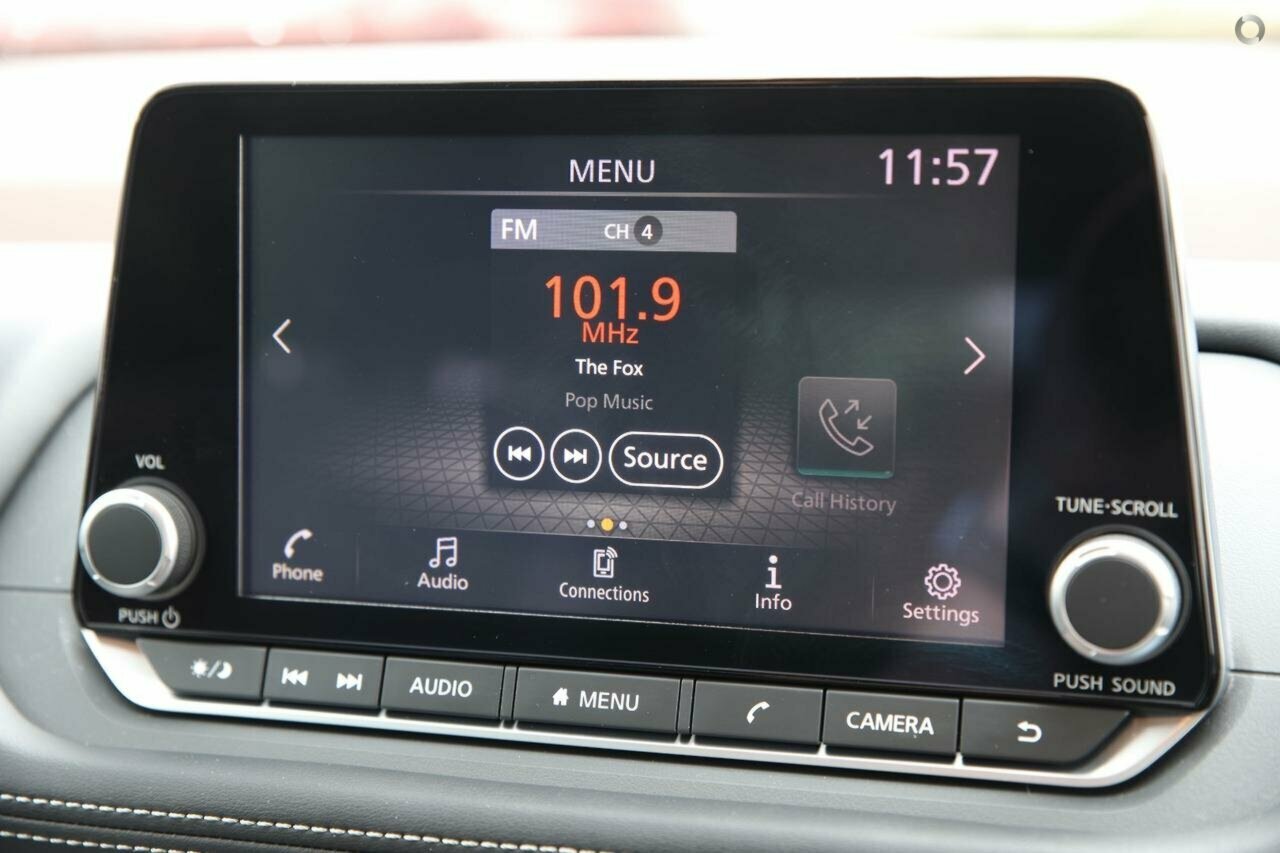 MENU
11:57
FM CH 4
101.9
MHz
The Fox
Pop Music
Source
Call History
Phone
Audio
Connections
Info
Settings
VOL
PUSH
TUNE·SCROLL
PUSH SOUND
AUDIO
MENU
CAMERA